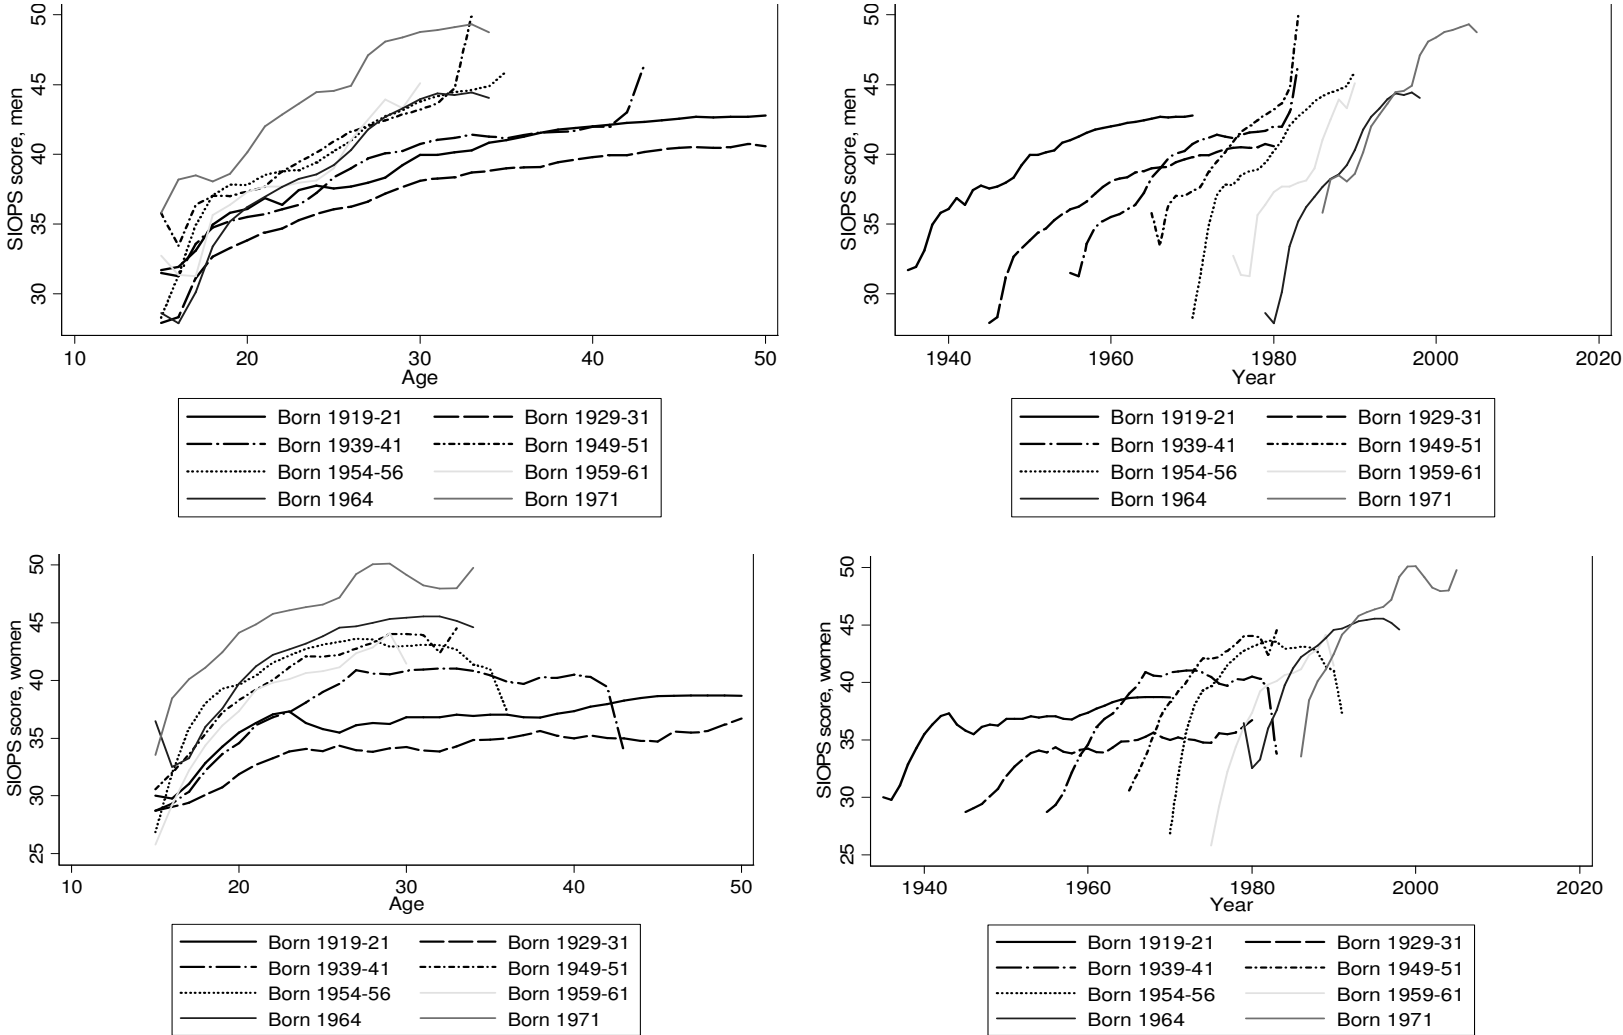 50
45
40
35
30
SIOPS score, men
10 20 30 40 50
Age
Born 1919-21 Born 1929-31
Born 1939-41 Born 1949-51
Born 1954-56 Born 1959-61
Born 1964 Born 1971
50
45
40
35
30
SIOPS score, men
1940 1960 1980 2000 2020
Year
Born 1919-21 Born 1929-31
Born 1939-41 Born 1949-51
Born 1954-56 Born 1959-61
Born 1964 Born 1971
50
45
40
35
30
25
SIOPS score, women
10 20 30 40 50
Age
Born 1919-21 Born 1929-31
Born 1939-41 Born 1949-51
Born 1954-56 Born 1959-61
Born 1964 Born 1971
50
45
40
35
30
25
SIOPS score, women
1940 1960 1980 2000 2020
Year
Born 1919-21 Born 1929-31
Born 1939-41 Born 1949-51
Born 1954-56 Born 1959-61
Born 1964 Born 1971